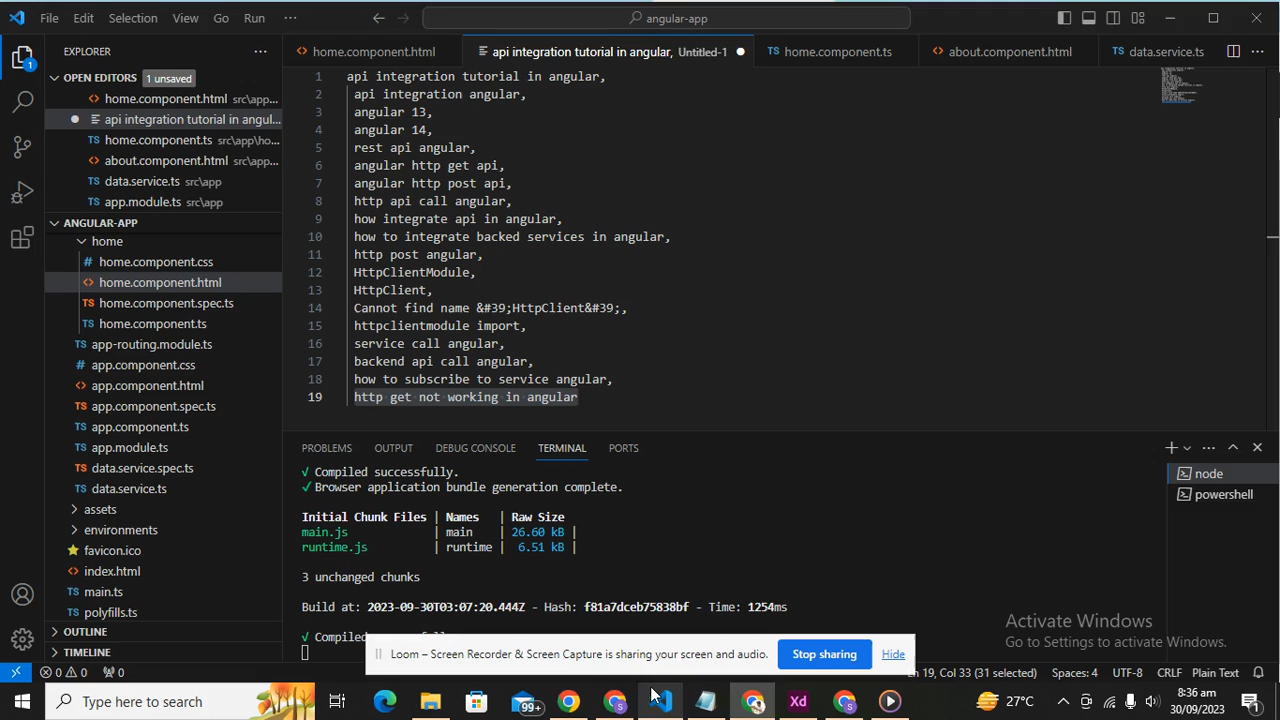 File Edit Selection View Go Run ···
angular-app
EXPLORER
OPEN EDITORS 1 unsaved
home.component.html src\app...
api integration tutorial in angul...
home.component.ts src\app\ho...
about.component.html src\app...
data.service.ts src\app
app.module.ts src\app
ANGULAR-APP
home
home.component.css
home.component.html
home.component.spec.ts
home.component.ts
app-routing.module.ts
app.component.css
app.component.html
app.component.spec.ts
app.component.ts
app.module.ts
data.service.spec.ts
data.service.ts
assets
environments
favicon.ico
index.html
main.ts
polyfills.ts
OUTLINE
TIMELINE
home.component.html
api integration tutorial in angular, Untitled-1
home.component.ts
about.component.html
data.service.ts
1 api integration tutorial in angular,
2 api integration angular,
3 angular 13,
4 angular 14,
5 rest api angular,
6 angular http get api,
7 angular http post api,
8 http api call angular,
9 how integrate api in angular,
10 how to integrate backed services in angular,
11 http post angular,
12 HttpClientModule,
13 HttpClient,
14 Cannot find name &#39;HttpClient&#39;,
15 httpclientmodule import,
16 service call angular,
17 backend api call angular,
18 how to subscribe to service angular,
19 http get not working in angular
PROBLEMS OUTPUT DEBUG CONSOLE TERMINAL PORTS
node
powershell
√ Compiled successfully.
✓ Browser application bundle generation complete.
Initial Chunk Files | Names | Raw Size
main.js | main | 26.60 kB |
runtime.js | runtime | 6.51 kB |
3 unchanged chunks
Build at: 2023-09-30T03:07:20.444Z - Hash: f81a7dceb75838bf - Time: 1254ms
√ Compiled
Activate Windows
Go to Settings to activate Windows.
Loom – Screen Recorder & Screen Capture is sharing your screen and audio. Stop sharing Hide
0 0 0
Ln 19, Col 33 (31 selected) Spaces: 4 UTF-8 CRLF Plain Text
Type here to search
99+
27°C
8:36 am
30/09/2023
1